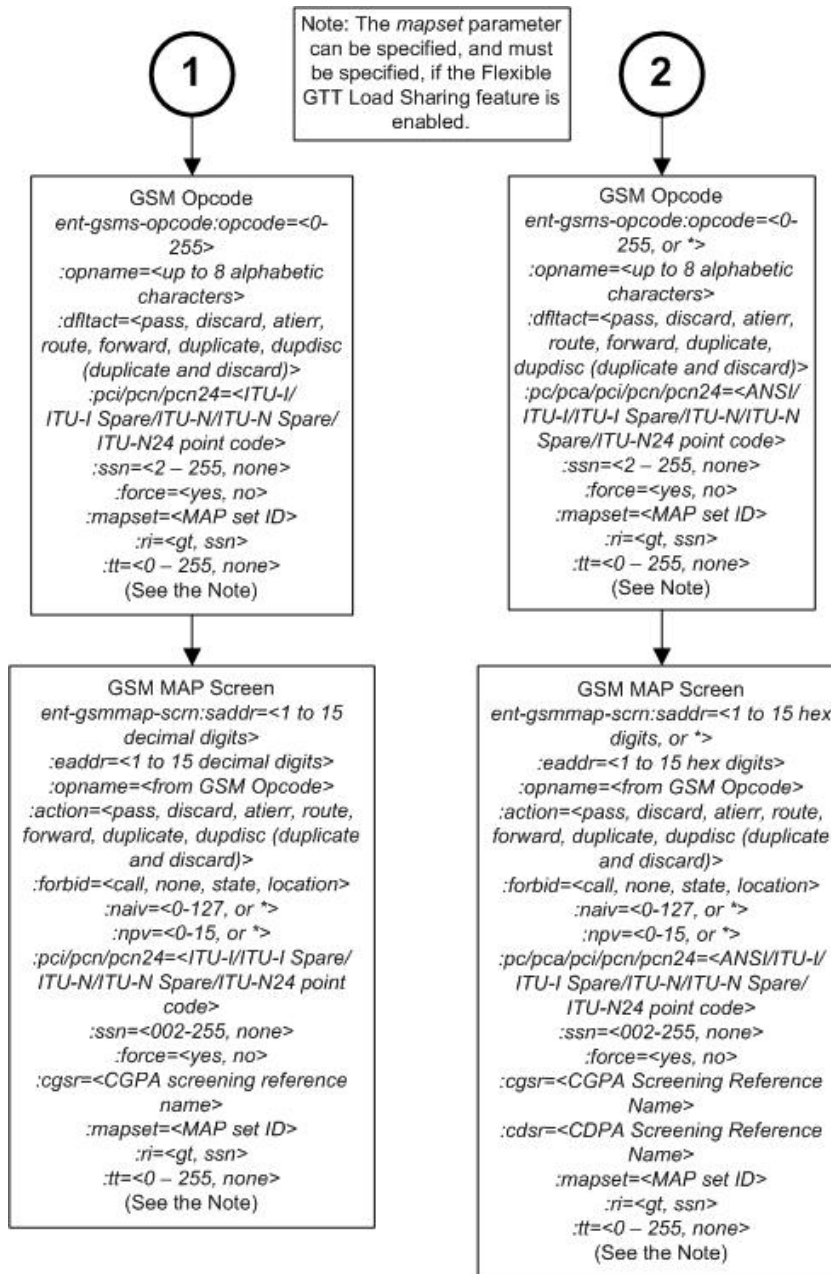 1
Note: The mapset parameter
can be specified, and must
be specified, if the Flexible
GTT Load Sharing feature is
enabled.
2
GSM Opcode
ent-gsms-opcode:opcode=<0-
255>
:opname=<up to 8 alphabetic
characters>
:dfltact=<pass, discard, atierr,
route, forward, duplicate, dupdisc
(duplicate and discard)>
:pci/pcn/pcn24=<ITU-I/
ITU-I Spare/ITU-N/ITU-N Spare/
ITU-N24 point code>
:ssn=<2 – 255, none>
:force=<yes, no>
:mapset=<MAP set ID>
:ri=<gt, ssn>
:tt=<0 – 255, none>
(See the Note)
GSM Opcode
ent-gsms-opcode:opcode=<0-
255, or *>
:opname=<up to 8 alphabetic
characters>
:dfltact=<pass, discard, atierr,
route, forward, duplicate,
dupdisc (duplicate and discard)>
:pc/pca/pci/pcn/pcn24=<ANSI/
ITU-I/ITU-I Spare/ITU-N/ITU-N
Spare/ITU-N24 point code>
:ssn=<2 – 255, none>
:force=<yes, no>
:mapset=<MAP set ID>
:ri=<gt, ssn>
:tt=<0 – 255, none>
(See Note)
GSM MAP Screen
ent-gsmmap-scrn:saddr=<1 to 15
decimal digits>
:eaddr=<1 to 15 decimal digits>
:opname=<from GSM Opcode>
:action=<pass, discard, atierr, route,
forward, duplicate, dupdisc (duplicate
and discard)>
:forbid=<call, none, state, location>
:naiv=<0-127, or *>
:npv=<0-15, or *>
:pci/pcn/pcn24=<ITU-I/ITU-I Spare/
ITU-N/ITU-N Spare/ITU-N24 point
code>
:ssn=<002-255, none>
:force=<yes, no>
:cgsr=<CGPA screening reference
name>
:mapset=<MAP set ID>
:ri=<gt, ssn>
:tt=<0 – 255, none>
(See the Note)
GSM MAP Screen
ent-gsmmap-scrn:saddr=<1 to 15 hex
digits, or *>
:eaddr=<1 to 15 hex digits>
:opname=<from GSM Opcode>
:action=<pass, discard, atierr, route,
forward, duplicate, dupdisc (duplicate
and discard)>
:forbid=<call, none, state, location>
:naiv=<0-127, or *>
:npv=<0-15, or *>
:pc/pca/pci/pcn/pcn24=<ANSI/ITU-I/
ITU-I Spare/ITU-N/ITU-N Spare/
ITU-N24 point code>
:ssn=<002-255, none>
:force=<yes, no>
:cgsr=<CGPA Screening Reference
Name>
:cdsr=<CDPA Screening Reference
Name>
:mapset=<MAP set ID>
:ri=<gt, ssn>
:tt=<0 – 255, none>
(See the Note)